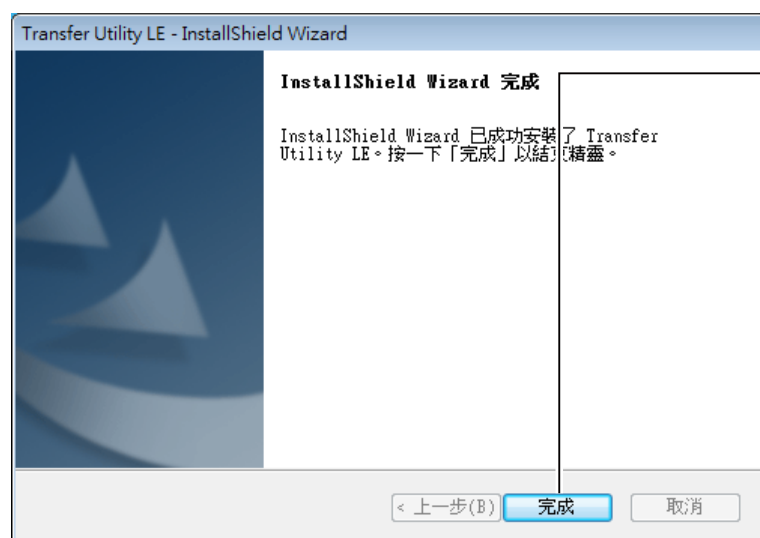 Transfer Utility LE - InstallShield Wizard
InstallShield Wizard 完成
InstallShield Wizard 已成功安裝了 Transfer
Utility LE。按一下「完成」以結束精靈。
< 上一步(B)
完成
取消